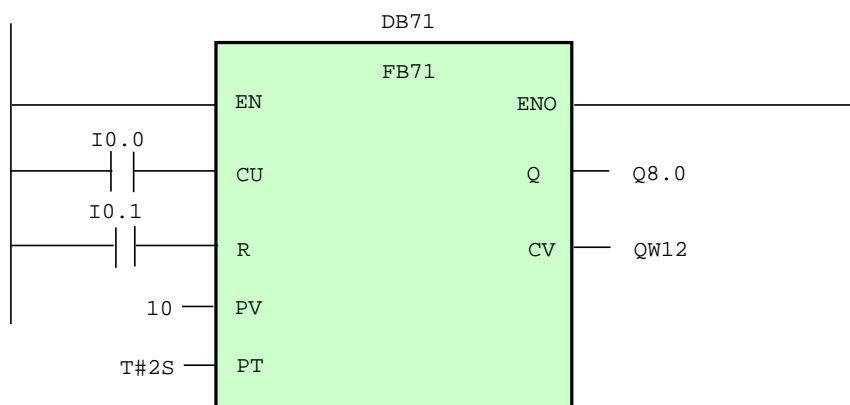 DB71
FB71
EN ENO
I0.0
CU Q Q8.0
I0.1
R CV QW12
10 PV
T#2S PT